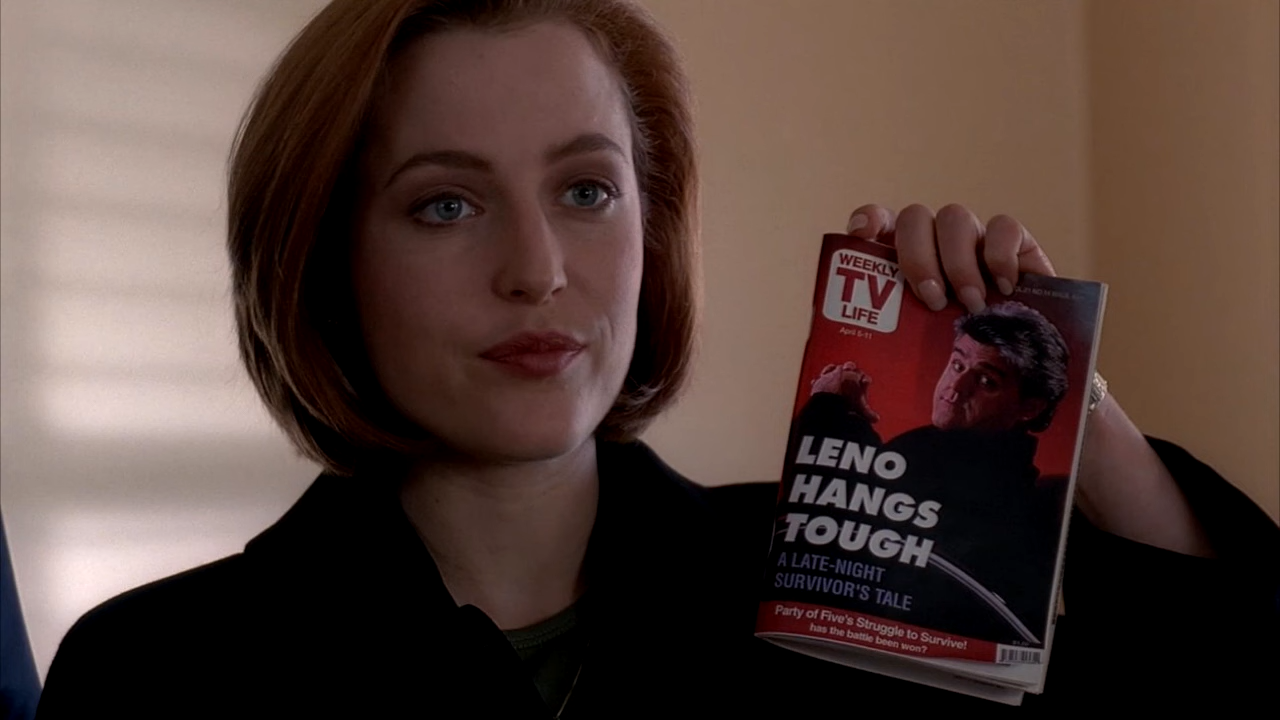 WEEKLY
TV
LIFE
April 5-11
LENO
HANGS
TOUGH
A LATE-NIGHT
SURVIVOR'S TALE
Party of Five's Struggle to Survive!
has the battle been won?